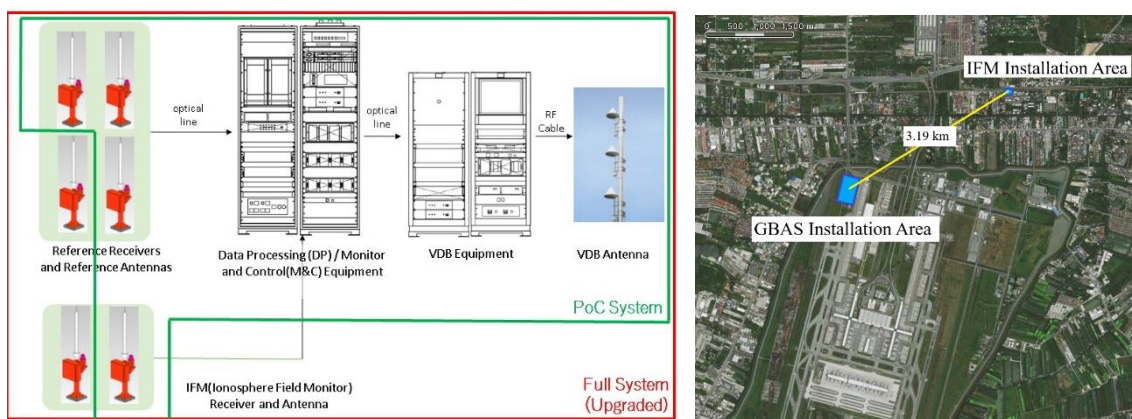 optical
line
optical
line
RF
Cable
Reference Receivers
and Reference Antennas
Data Processing (DP) / Monitor
and Control(M&C) Equipment
VDB Equipment
VDB Antenna
PoC System
IFM(Ionosphere Field Monitor)
Receiver and Antenna
Full System
(Upgraded)
0 500 1,000 1,500 m
IFM Installation Area
3.19 km
GBAS Installation Area